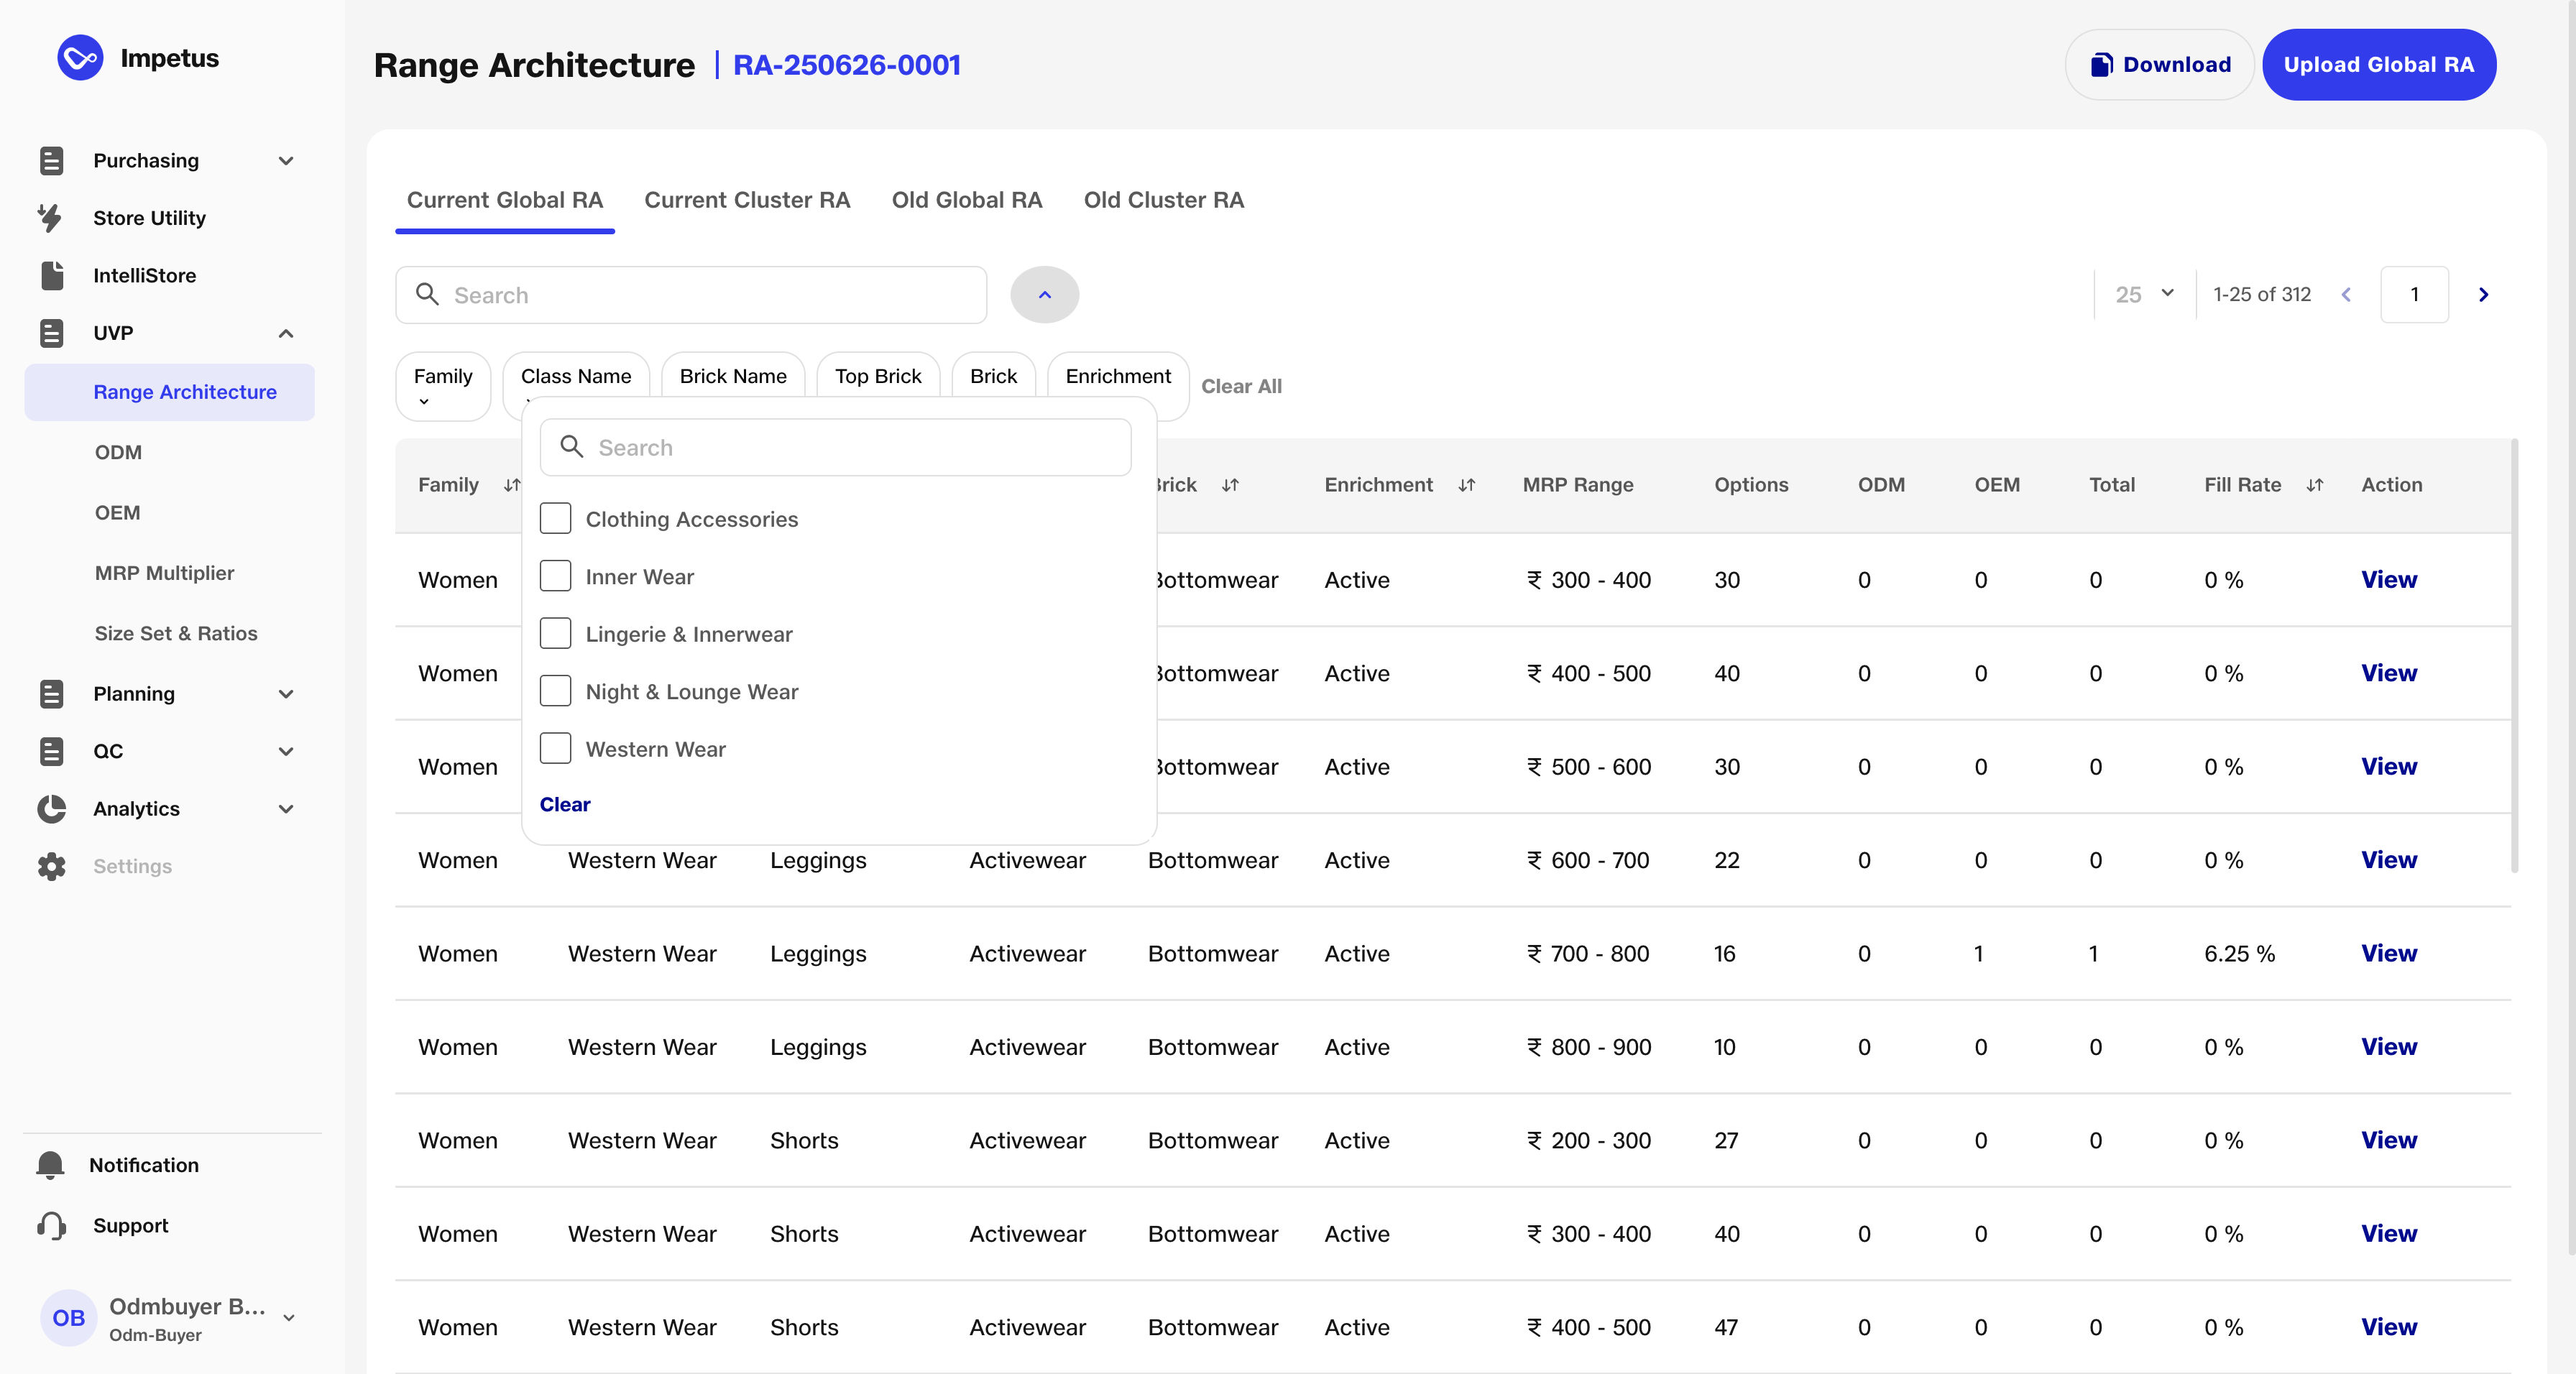 Impetus
Purchasing
Store Utility
IntelliStore
UVP
Range Architecture
ODM
OEM
MRP Multiplier
Size Set & Ratios
Planning
QC
Analytics
Settings
Notification
Support
OB
Odmbuyer B...
Odm-Buyer
Range Architecture | RA-250626-0001
Download
Upload Global RA
Current Global RA Current Cluster RA Old Global RA Old Cluster RA
Search
25 1-25 of 312 1
Family Class Name Brick Name Top Brick Brick Enrichment Clear All
Search
Clothing Accessories
Inner Wear
Lingerie & Innerwear
Night & Lounge Wear
Western Wear
Clear
Family Enrichment MRP Range Options ODM OEM Total Fill Rate Action
Women Active ₹ 300 - 400 30 0 0 0 0 % View
Women Active ₹ 400 - 500 40 0 0 0 0 % View
Women Active ₹ 500 - 600 30 0 0 0 0 % View
Women Western Wear Leggings Activewear Bottomwear Active ₹ 600 - 700 22 0 0 0 0 % View
Women Western Wear Leggings Activewear Bottomwear Active ₹ 700 - 800 16 0 1 1 6.25 % View
Women Western Wear Leggings Activewear Bottomwear Active ₹ 800 - 900 10 0 0 0 0 % View
Women Western Wear Shorts Activewear Bottomwear Active ₹ 200 - 300 27 0 0 0 0 % View
Women Western Wear Shorts Activewear Bottomwear Active ₹ 300 - 400 40 0 0 0 0 % View
Women Western Wear Shorts Activewear Bottomwear Active ₹ 400 - 500 47 0 0 0 0 % View